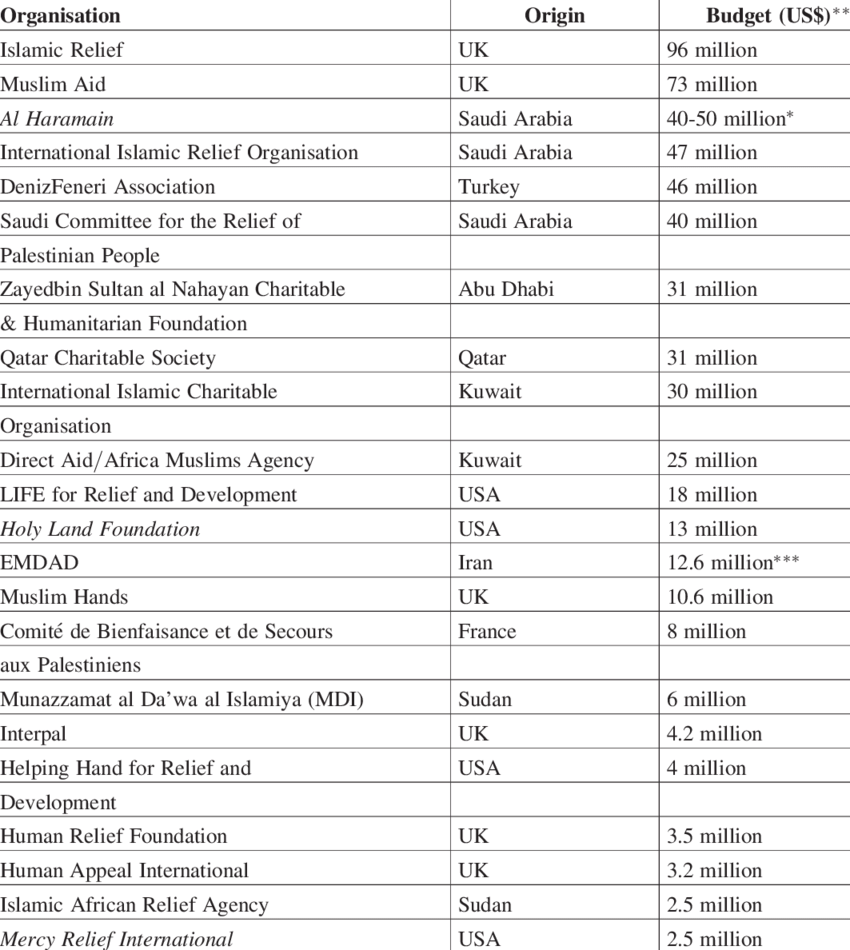 Organisation Origin Budget (US$)**
Islamic Relief UK 96 million
Muslim Aid UK 73 million
Al Haramain Saudi Arabia 40-50 million*
International Islamic Relief Organisation Saudi Arabia 47 million
DenizFeneri Association Turkey 46 million
Saudi Committee for the Relief of Saudi Arabia 40 million
Palestinian People
Zayedbin Sultan al Nahayan Charitable Abu Dhabi 31 million
& Humanitarian Foundation
Qatar Charitable Society Qatar 31 million
International Islamic Charitable Kuwait 30 million
Organisation
Direct Aid/Africa Muslims Agency Kuwait 25 million
LIFE for Relief and Development USA 18 million
Holy Land Foundation USA 13 million
EMDAD Iran 12.6 million***
Muslim Hands UK 10.6 million
Comité de Bienfaisance et de Secours France 8 million
aux Palestiniens
Munazzamat al Da'wa al Islamiya (MDI) Sudan 6 million
Interpal UK 4.2 million
Helping Hand for Relief and USA 4 million
Development
Human Relief Foundation UK 3.5 million
Human Appeal International UK 3.2 million
Islamic African Relief Agency Sudan 2.5 million
Mercy Relief International USA 2.5 million